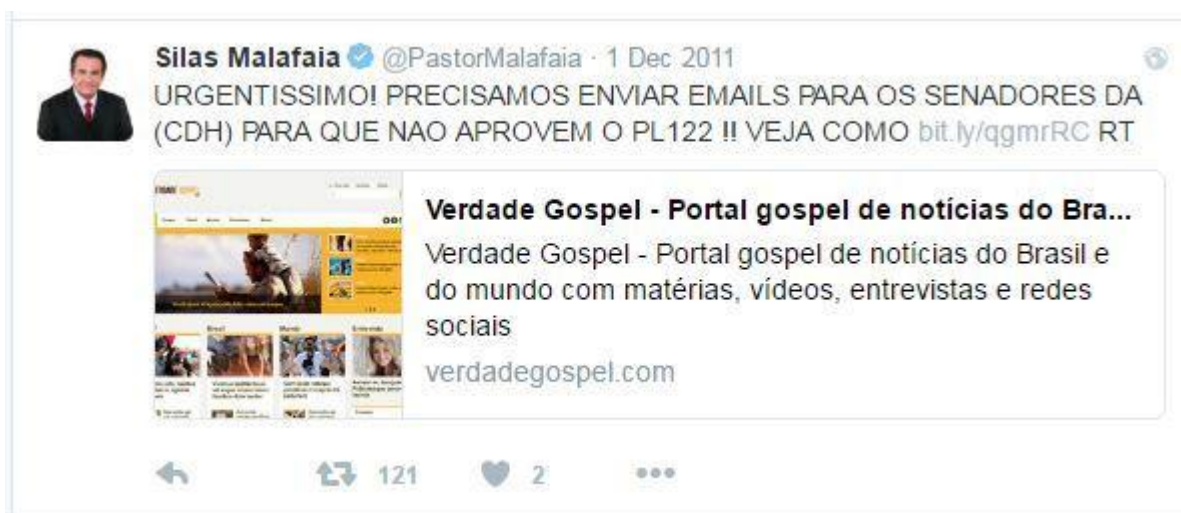 Silas Malafaia @PastorMalafaia · 1 Dec 2011
URGENTISSIMO! PRECISAMOS ENVIAR EMAILS PARA OS SENADORES DA
(CDH) PARA QUE NAO APROVEM O PL122 !! VEJA COMO bit.ly/qgmrRC RT
Verdade Gospel - Portal gospel de notícias do Bra...
Verdade Gospel - Portal gospel de notícias do Brasil e
do mundo com matérias, vídeos, entrevistas e redes
sociais
verdadegospel.com
121 2